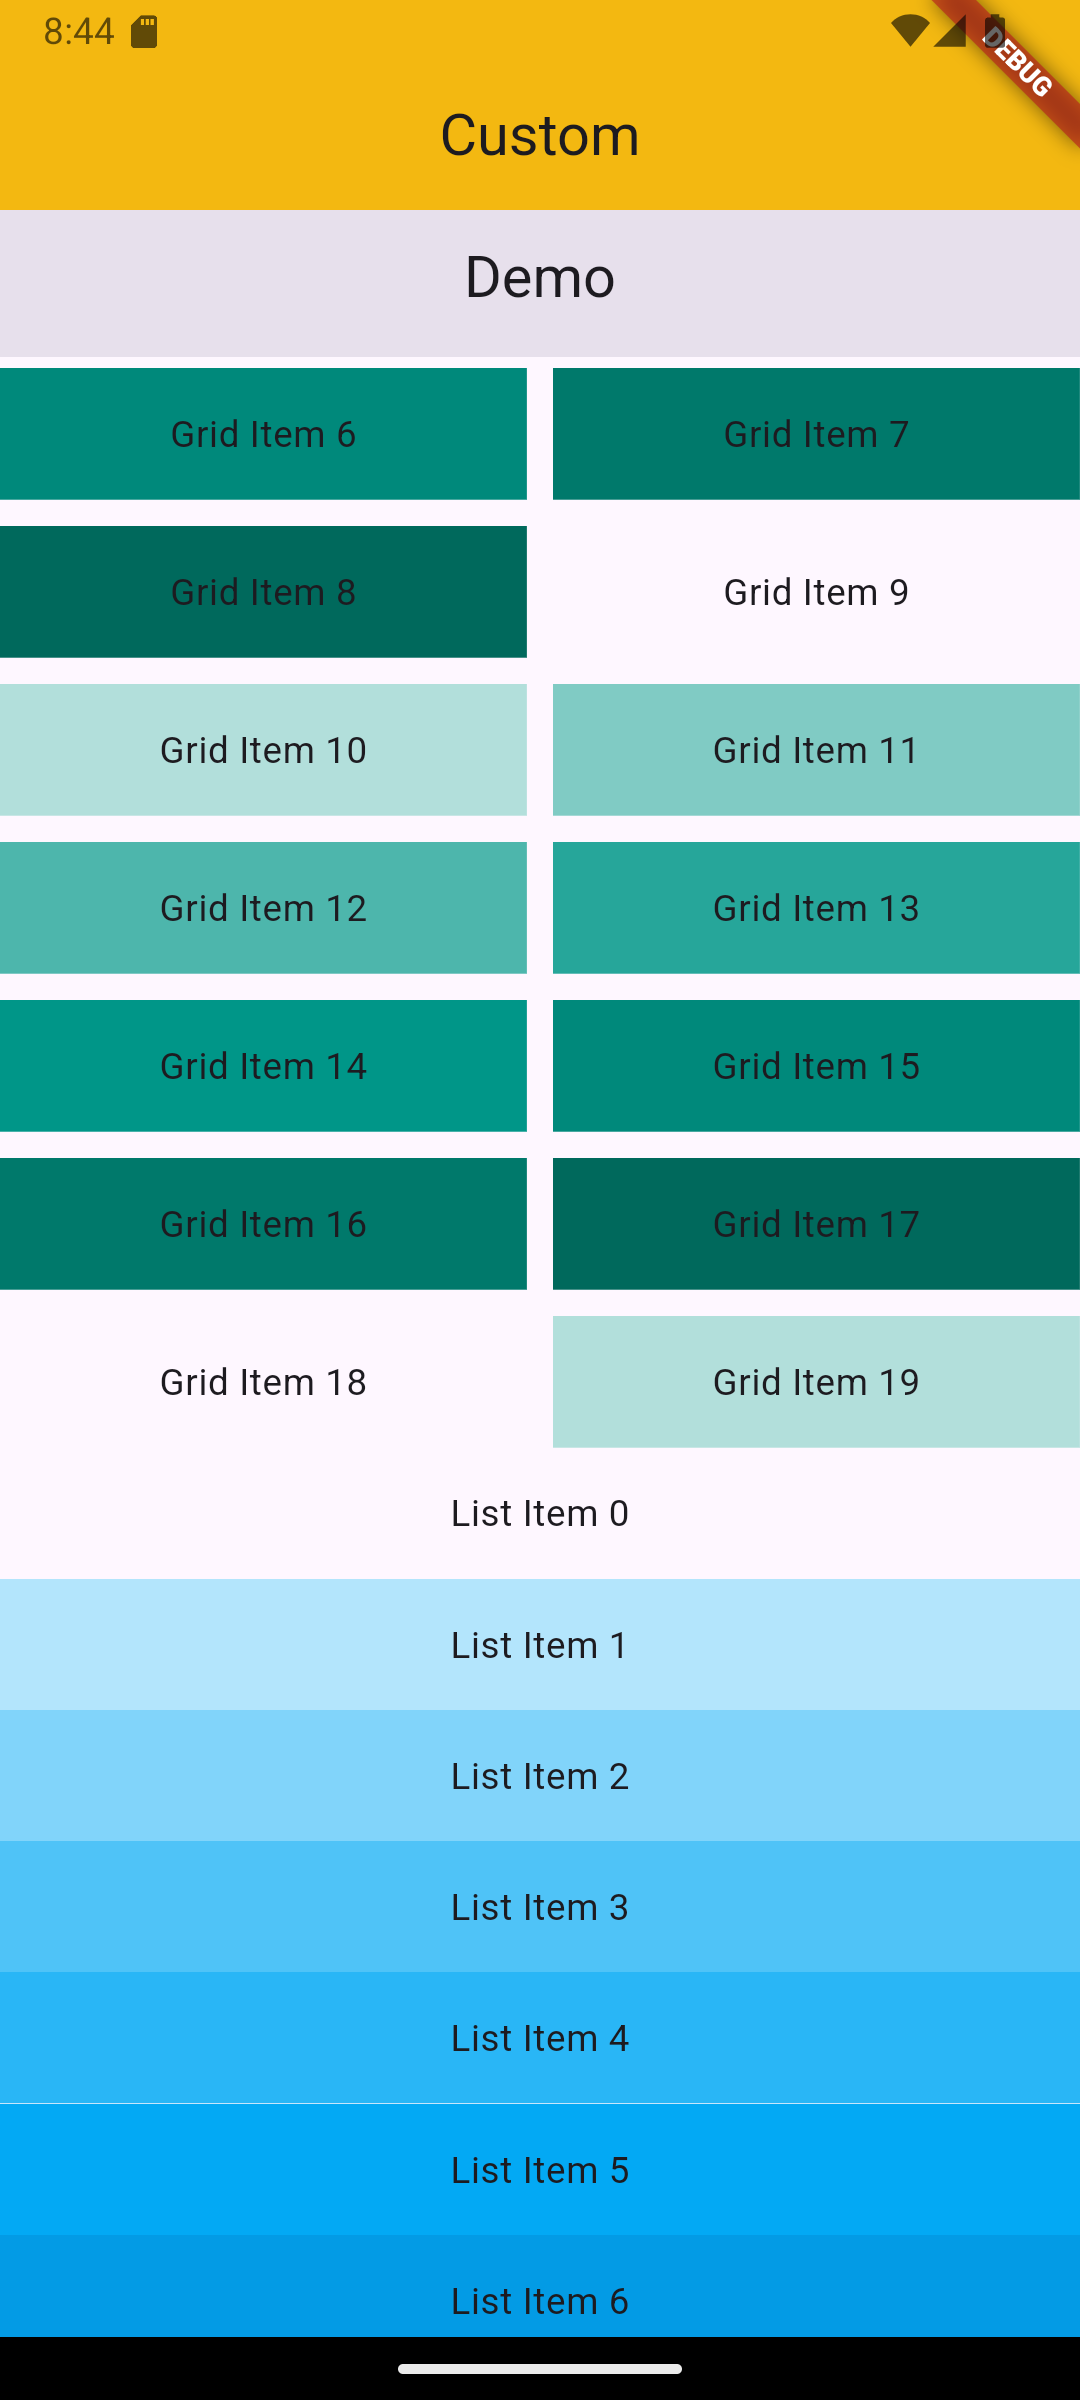 8:44
DEBUG
Custom
Demo
Grid Item 6
Grid Item 7
Grid Item 8
Grid Item 9
Grid Item 10
Grid Item 11
Grid Item 12
Grid Item 13
Grid Item 14
Grid Item 15
Grid Item 16
Grid Item 17
Grid Item 18
Grid Item 19
List Item 0
List Item 1
List Item 2
List Item 3
List Item 4
List Item 5
List Item 6